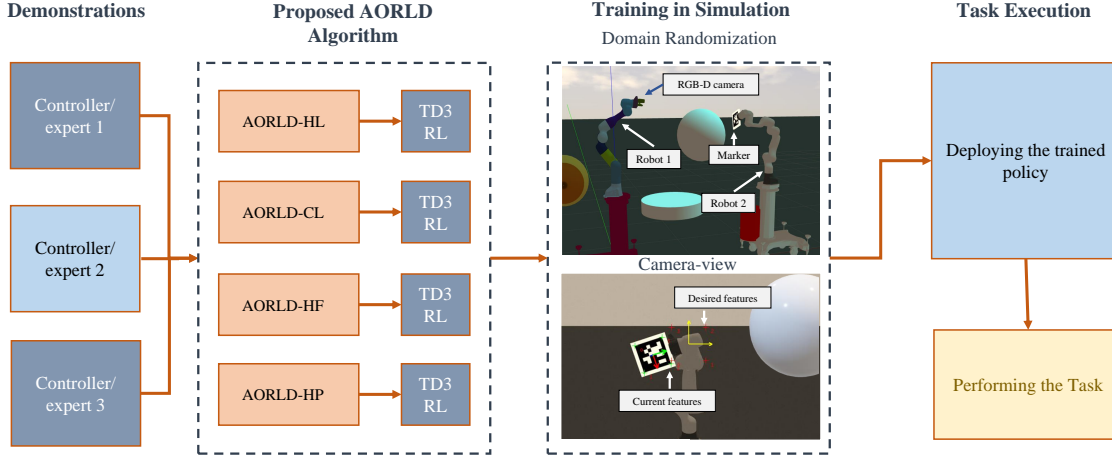 Demonstrations
Controller/
expert 1
Controller/
expert 2
Controller/
expert 3
Proposed AORLD
Algorithm
AORLD-HL
TD3
RL
AORLD-CL
TD3
RL
AORLD-HF
TD3
RL
AORLD-HP
TD3
RL
Training in Simulation
Domain Randomization
RGB-D camera
Robot 1
Marker
Robot 2
Camera-view
Desired features
Current features
Task Execution
Deploying the trained
policy
Performing the Task